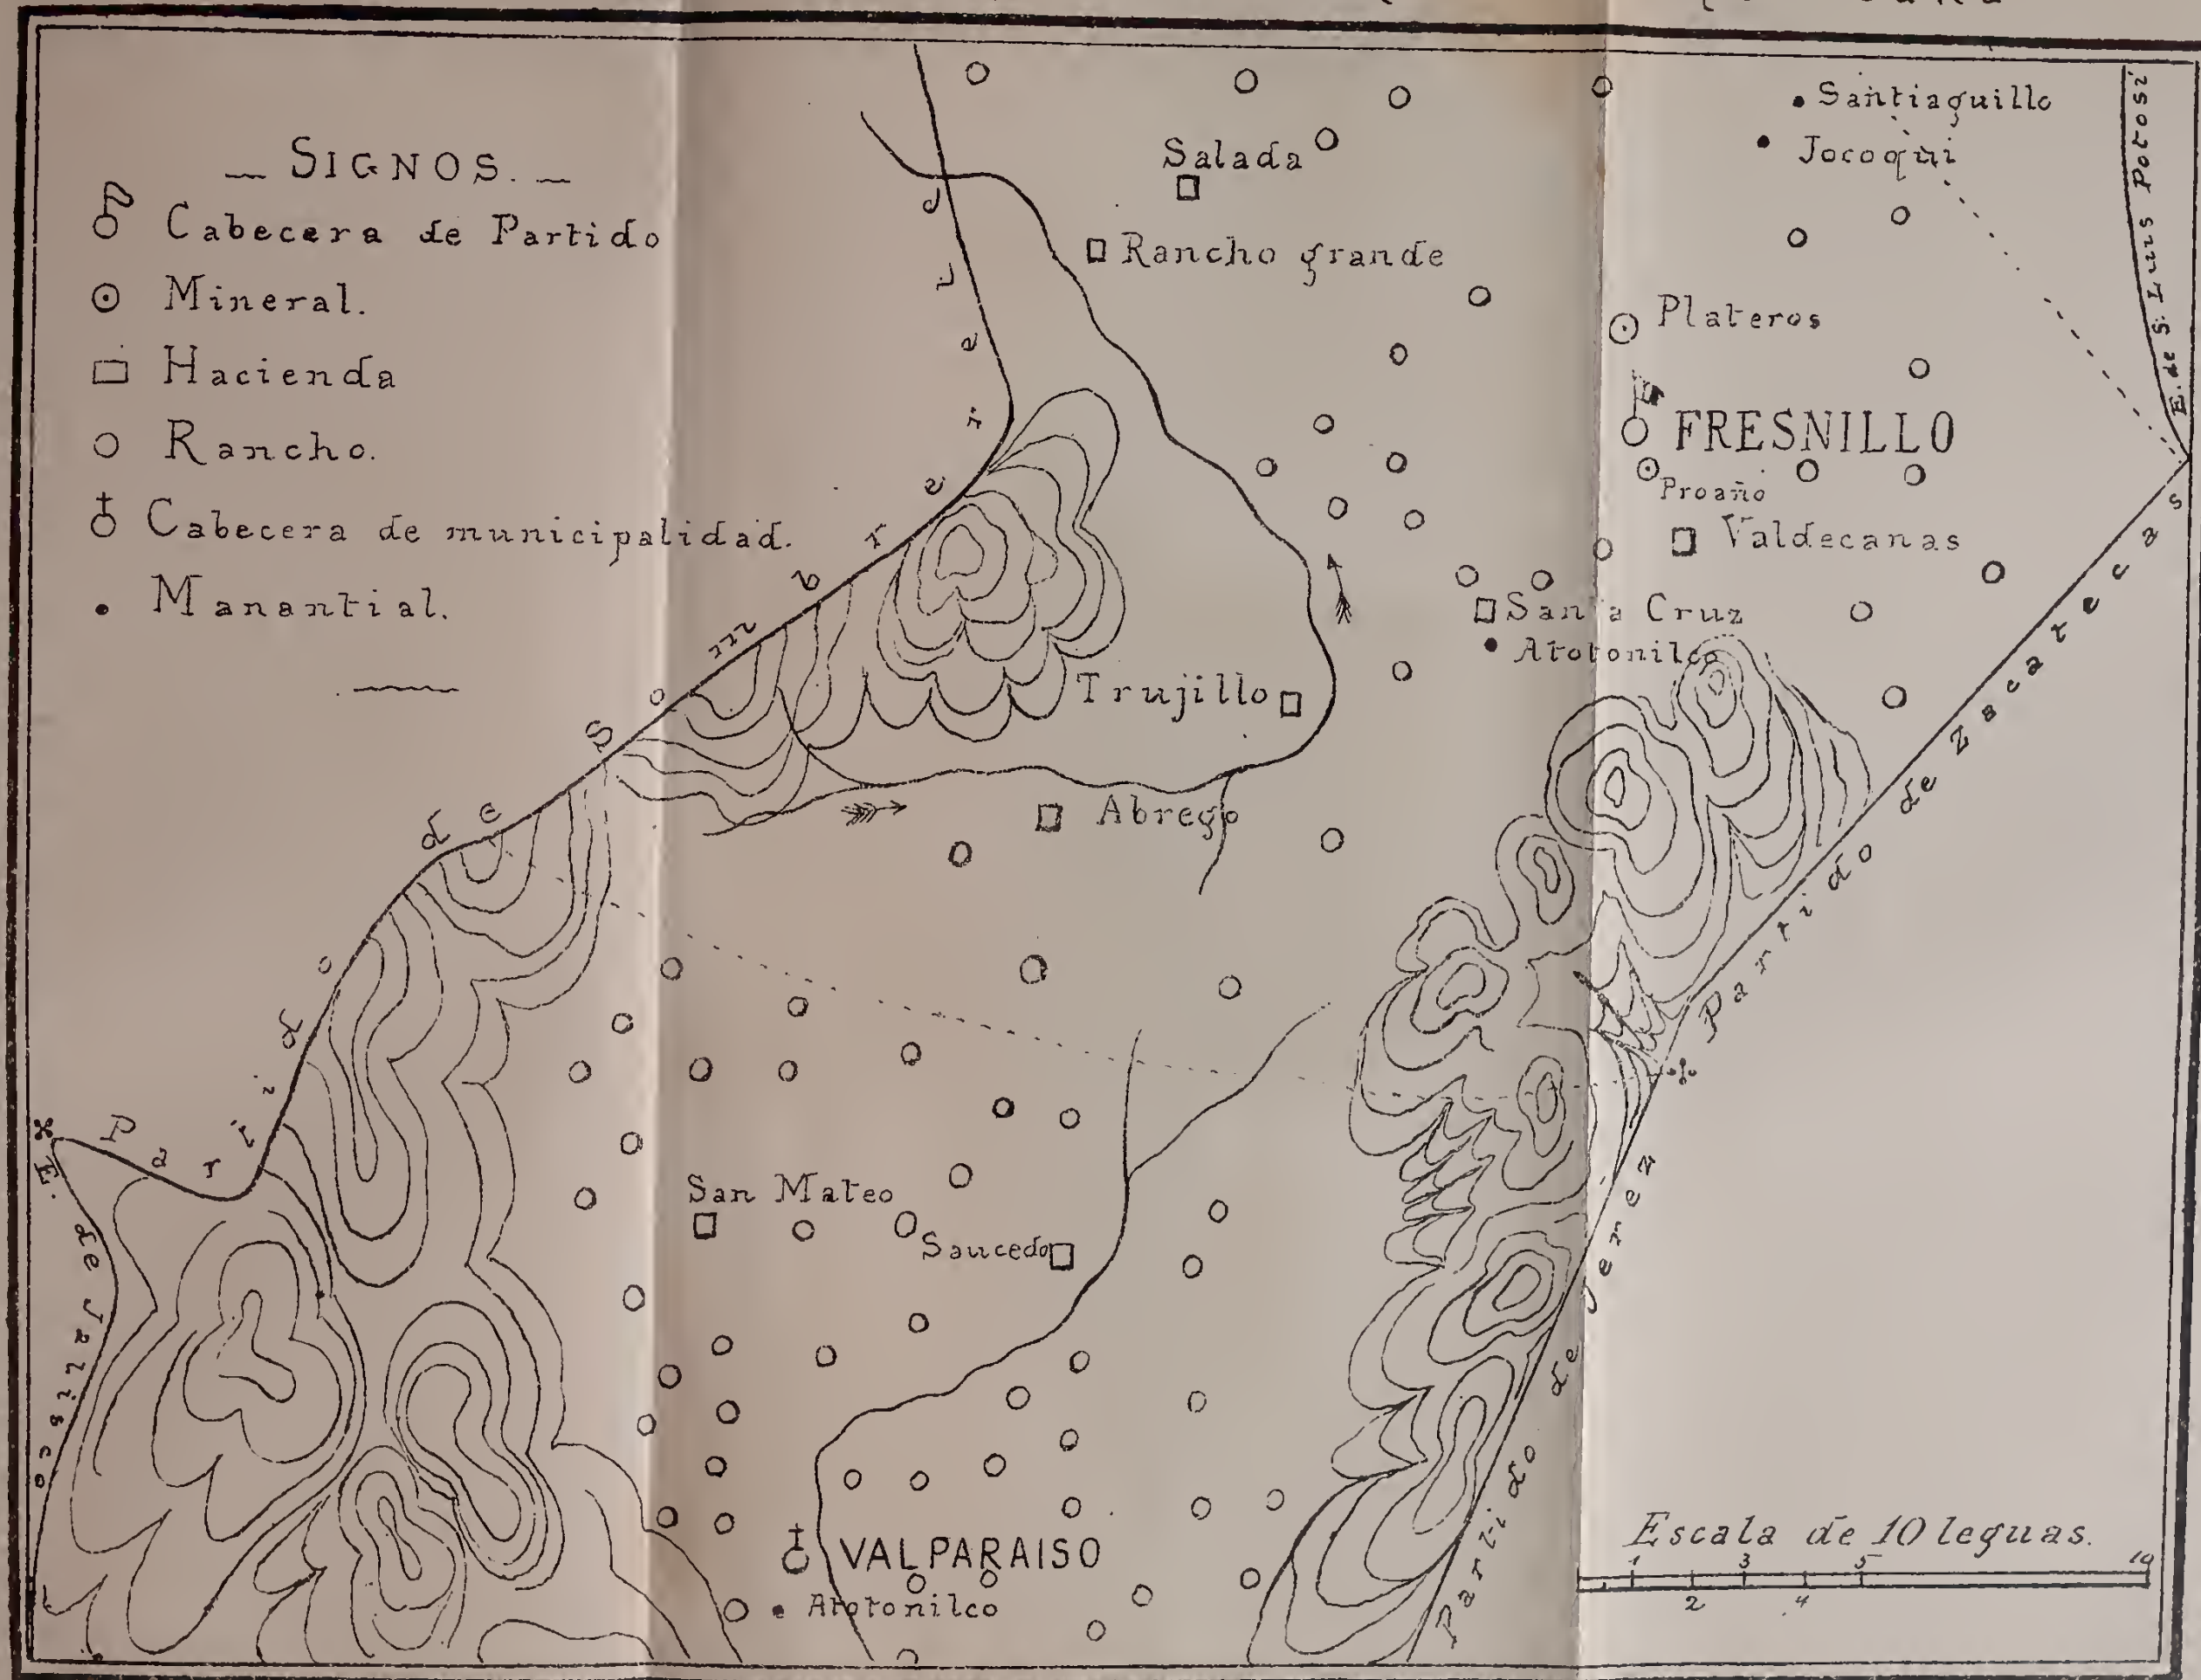 SIGNOS.
Cabecera de Partido
Mineral.
Hacienda
Rancho.
Cabecera de municipalidad.
Manantial.
Santiaguillo
Jocoqui
E. de S. Luis Potosi
Salada
Rancho grande
Plateros
FRESNILLO
Proaño
Valdecanas
Santa Cruz
Atotonilco
Trujillo
Abrego
Partido de Sombrerete
Partido de Zacatecas
E. de Jalisco
San Mateo
Saucedo
Partido de Jerez
VALPARAISO
Atotonilco
Escala de 10 leguas.
1 3 5 10
2 4